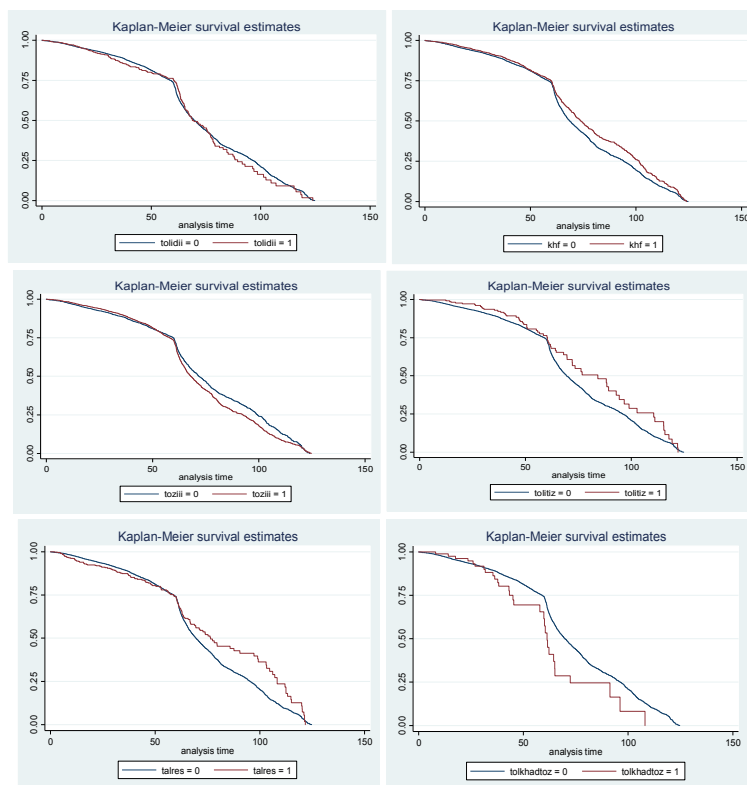 Kaplan-Meier survival estimates
1.00
0.75
0.50
0.25
0.00
0 50 100 150
analysis time
tolidii = 0 tolidii = 1
Kaplan-Meier survival estimates
1.00
0.75
0.50
0.25
0.00
0 50 100 150
analysis time
khf = 0 khf = 1
Kaplan-Meier survival estimates
1.00
0.75
0.50
0.25
0.00
0 50 100 150
analysis time
toziii = 0 toziii = 1
Kaplan-Meier survival estimates
1.00
0.75
0.50
0.25
0.00
0 50 100 150
analysis time
tolitiz = 0 tolitiz = 1
Kaplan-Meier survival estimates
1.00
0.75
0.50
0.25
0.00
0 50 100 150
analysis time
talres = 0 talres = 1
Kaplan-Meier survival estimates
1.00
0.75
0.50
0.25
0.00
0 50 100 150
analysis time
tolkhadtoz = 0 tolkhadtoz = 1